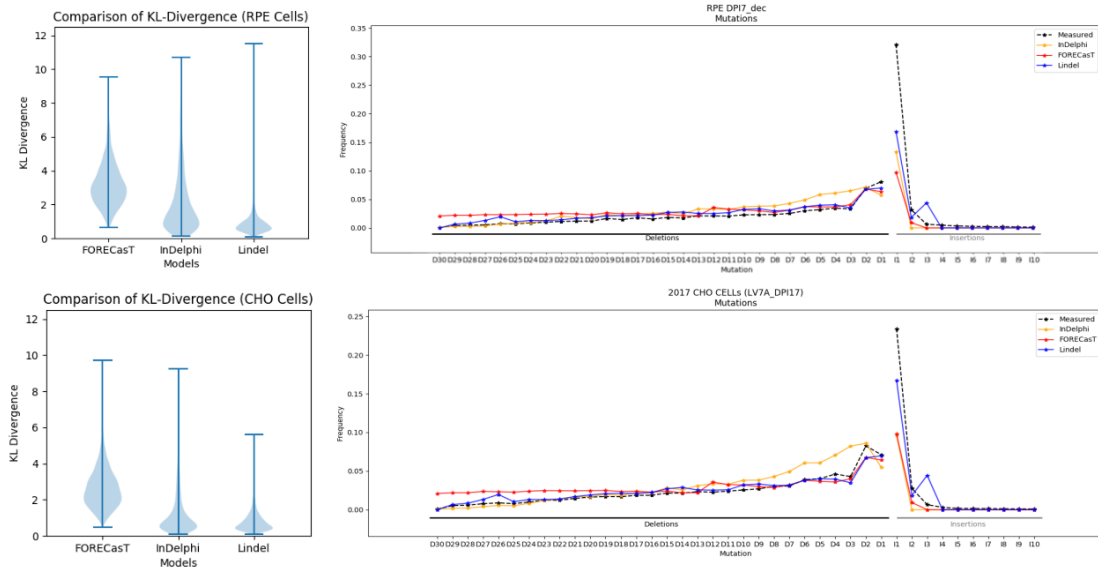 Comparison of KL-Divergence (RPE Cells)
12
10
8
6
4
2
0
KL Divergence
FORECasT InDelphi Lindel
Models
RPE DPI7_dec
Mutations
Measured
InDelphi
FORECasT
Lindel
0.35
0.30
0.25
0.20
0.15
0.10
0.05
0.00
Frequency
Deletions
Insertions
D30 D29 D28 D27 D26 D25 D24 D23 D22 D21 D20 D19 D18 D17 D16 D15 D14 D13 D12 D11 D10 D9 D8 D7 D6 D5 D4 D3 D2 D1 I1 I2 I3 I4 I5 I6 I7 I8 I9 I10
Mutation
Comparison of KL-Divergence (CHO Cells)
12
10
8
6
4
2
0
KL Divergence
FORECasT InDelphi Lindel
Models
2017 CHO CELLs (LV7A_DPI17)
Mutations
Measured
InDelphi
FORECasT
Lindel
0.25
0.20
0.15
0.10
0.05
0.00
Frequency
Deletions
Insertions
D30 D29 D28 D27 D26 D25 D24 D23 D22 D21 D20 D19 D18 D17 D16 D15 D14 D13 D12 D11 D10 D9 D8 D7 D6 D5 D4 D3 D2 D1 I1 I2 I3 I4 I5 I6 I7 I8 I9 I10
Mutation